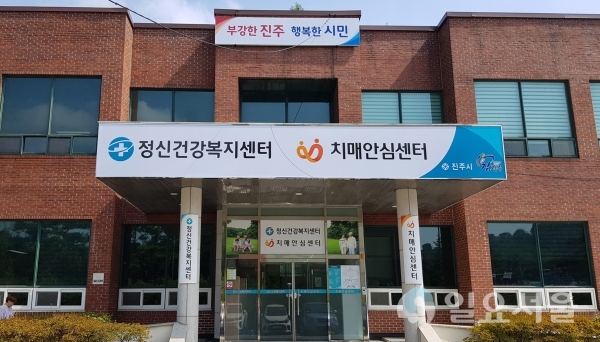 부강한 진주 행복한 시민
정신건강복지센터 치매안심센터
진주시
정신건강복지센터
정신건강복지센터
치매안심센터
치매안심센터
일요서울